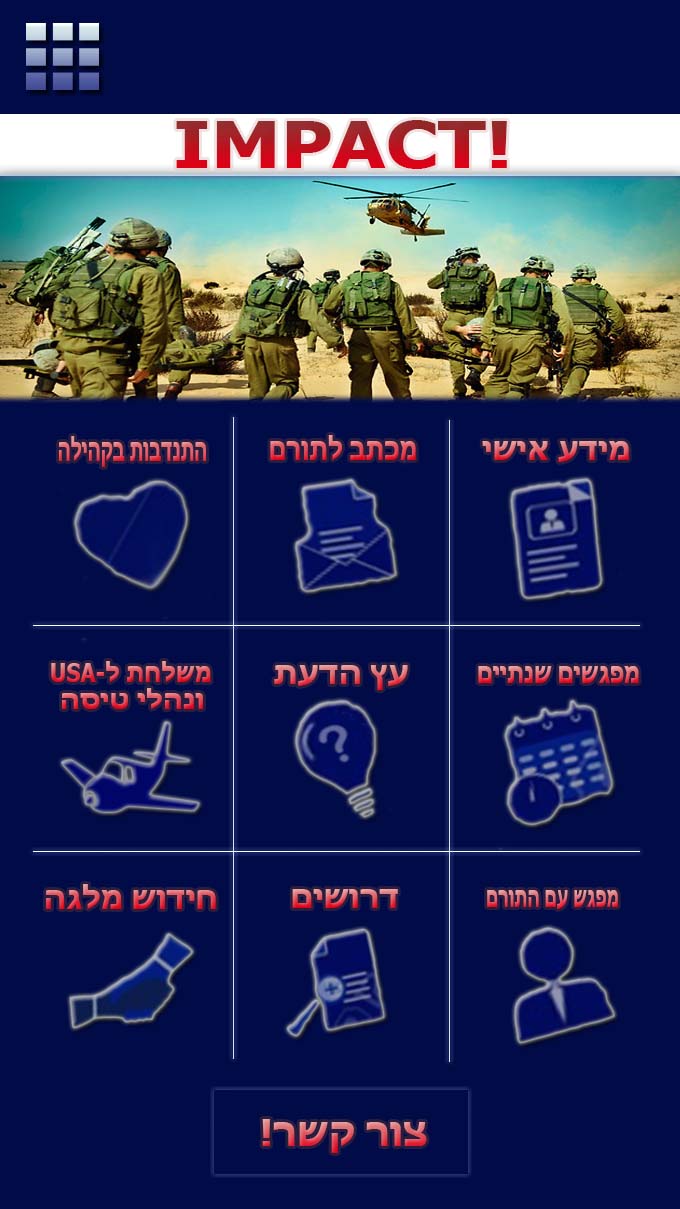 IMPACT!
מידע אישי
מכתב לתורם
התנדבות בקהילה
מפגשים שנתיים
עץ הדעת
משלחת ל-USA
ונהלי טיסה
מפגש עם התורם
דרושים
חידוש מלגה
צור קשר!